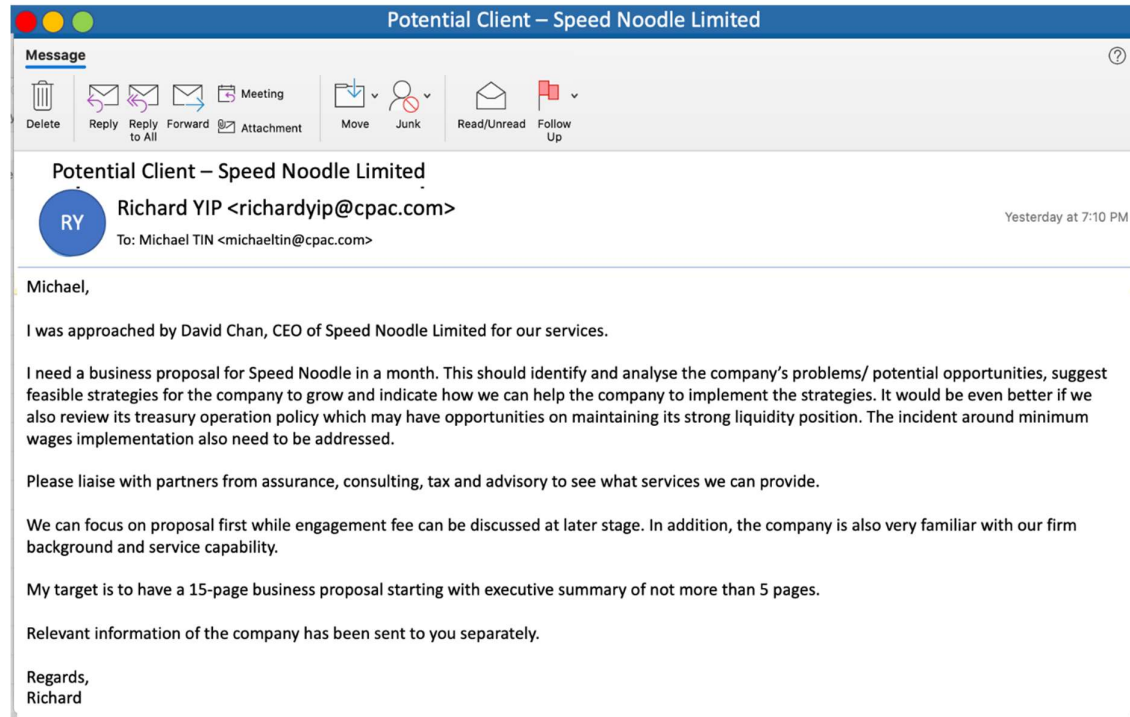 Potential Client – Speed Noodle Limited
Message
Delete
Reply
Reply to All
Forward
Meeting
Attachment
Move
Junk
Read/Unread
Follow Up
Potential Client – Speed Noodle Limited
RY
Richard YIP <richardyip@cpac.com>
Yesterday at 7:10 PM
To: Michael TIN <michaeltin@cpac.com>
Michael,
I was approached by David Chan, CEO of Speed Noodle Limited for our services.
I need a business proposal for Speed Noodle in a month. This should identify and analyse the company's problems/ potential opportunities, suggest
feasible strategies for the company to grow and indicate how we can help the company to implement the strategies. It would be even better if we
also review its treasury operation policy which may have opportunities on maintaining its strong liquidity position. The incident around minimum
wages implementation also need to be addressed.
Please liaise with partners from assurance, consulting, tax and advisory to see what services we can provide.
We can focus on proposal first while engagement fee can be discussed at later stage. In addition, the company is also very familiar with our firm
background and service capability.
My target is to have a 15-page business proposal starting with executive summary of not more than 5 pages.
Relevant information of the company has been sent to you separately.
Regards,
Richard